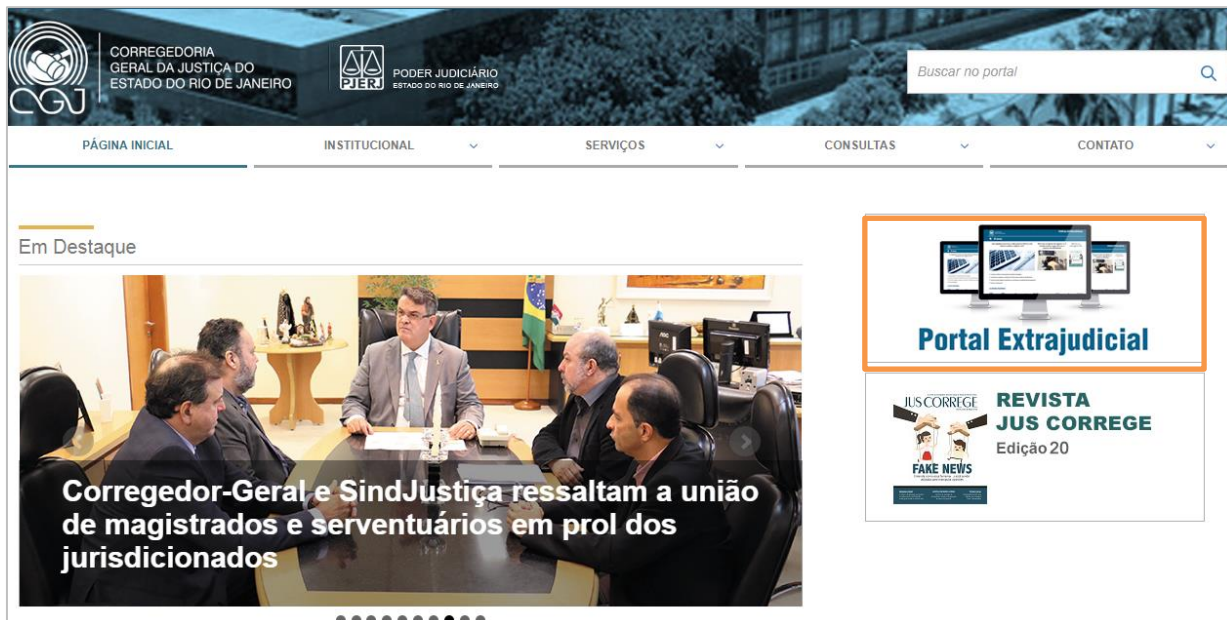 CORREGEDORIA
GERAL DA JUSTIÇA DO
ESTADO DO RIO DE JANEIRO
CGJ
PJERJ
PODER JUDICIÁRIO
ESTADO DO RIO DE JANEIRO
Buscar no portal
PÁGINA INICIAL
INSTITUCIONAL
SERVIÇOS
CONSULTAS
CONTATO
Em Destaque
Corregedor-Geral e SindJustiça ressaltam a união
de magistrados e serventuários em prol dos
jurisdicionados
Portal Extrajudicial
JUS CORREGE
FAKE NEWS
REVISTA
JUS CORREGE
Edição 20